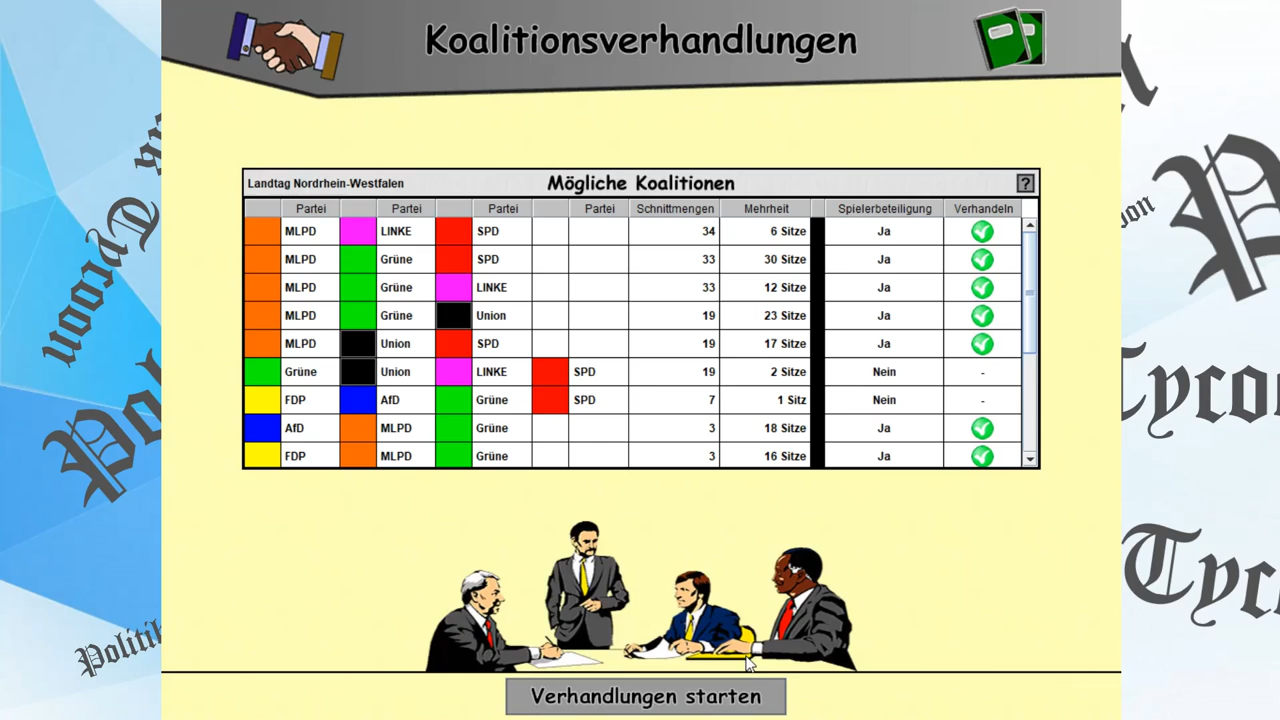 Koalitionsverhandlungen
Landtag Nordrhein-Westfalen
Mögliche Koalitionen
?
Partei Partei Partei Partei Schnittmengen Mehrheit Spielerbeteiligung Verhandeln
MLPD LINKE SPD 34 6 Sitze Ja
MLPD Grüne SPD 33 30 Sitze Ja
MLPD Grüne LINKE 33 12 Sitze Ja
MLPD Grüne Union 19 23 Sitze Ja
MLPD Union SPD 19 17 Sitze Ja
Grüne Union LINKE SPD 19 2 Sitze Nein -
FDP AfD Grüne SPD 7 1 Sitz Nein -
AfD MLPD Grüne 3 18 Sitze Ja
FDP MLPD Grüne 3 16 Sitze Ja
Verhandlungen starten